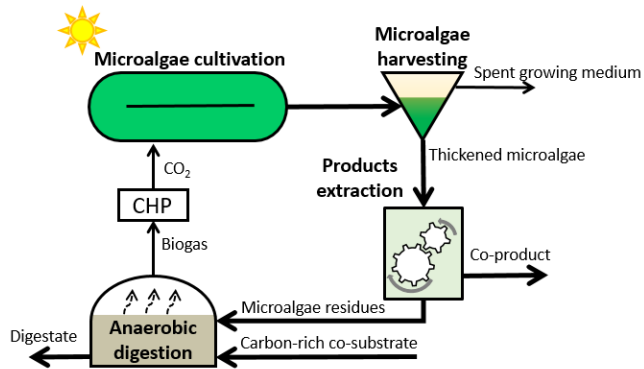 Microalgae cultivation
Microalgae
harvesting
Spent growing medium
Thickened microalgae
Products
extraction
CO₂
CHP
Biogas
Co-product
Microalgae residues
Anaerobic
digestion
Digestate
Carbon-rich co-substrate